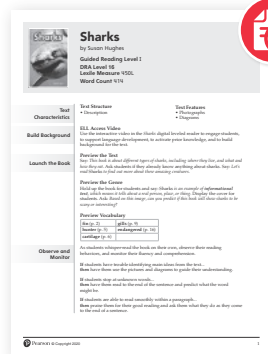 Sharks
Sharks
by Susan Hughes
Guided Reading Level I
DRA Level 16
Lexile Measure 450L
Word Count 414
Text
Characteristics
Text Structure
• Description
Text Features
• Photographs
• Diagrams
Build Background
ELL Access Video
Use the interactive video in the Sharks digital leveled reader to engage students,
to support language development, to activate prior knowledge, and to build
background for the text.
Launch the Book
Preview the Text
Say: This book is about different types of sharks, including where they live, and what and
how they eat. Ask students if they already know anything about sharks. Say: Let's
read Sharks to find out more about these amazing creatures.
Preview the Genre
Build up the book for students and say: Sharks is an example of informational
text, which means it tells about a real person, place, or thing. Display the cover for
students. Ask: Based on this image, can you predict if this book will show sharks to be
scary or interesting?
Preview Vocabulary
fin (p. 2)
gills (p. 9)
hunter (p. 5)
endangered (p. 16)
cartilage (p. 6)
Observe and
Monitor
As students whisper-read the book on their own, observe their reading
behaviors, and monitor their fluency and comprehension.
If students have trouble identifying main ideas from the text...
then have them use the pictures and diagrams to guide their understanding.
If students stop at unknown words...
then have them read to the end of the sentence and predict what the word
might be.
If students are able to read smoothly within a paragraph...
then praise them for their good reading and ask them what they do as they come
to the end of a sentence.
Pearson © Copyright 2020
1